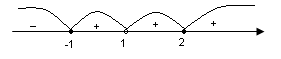 – + + +
-1 1 2